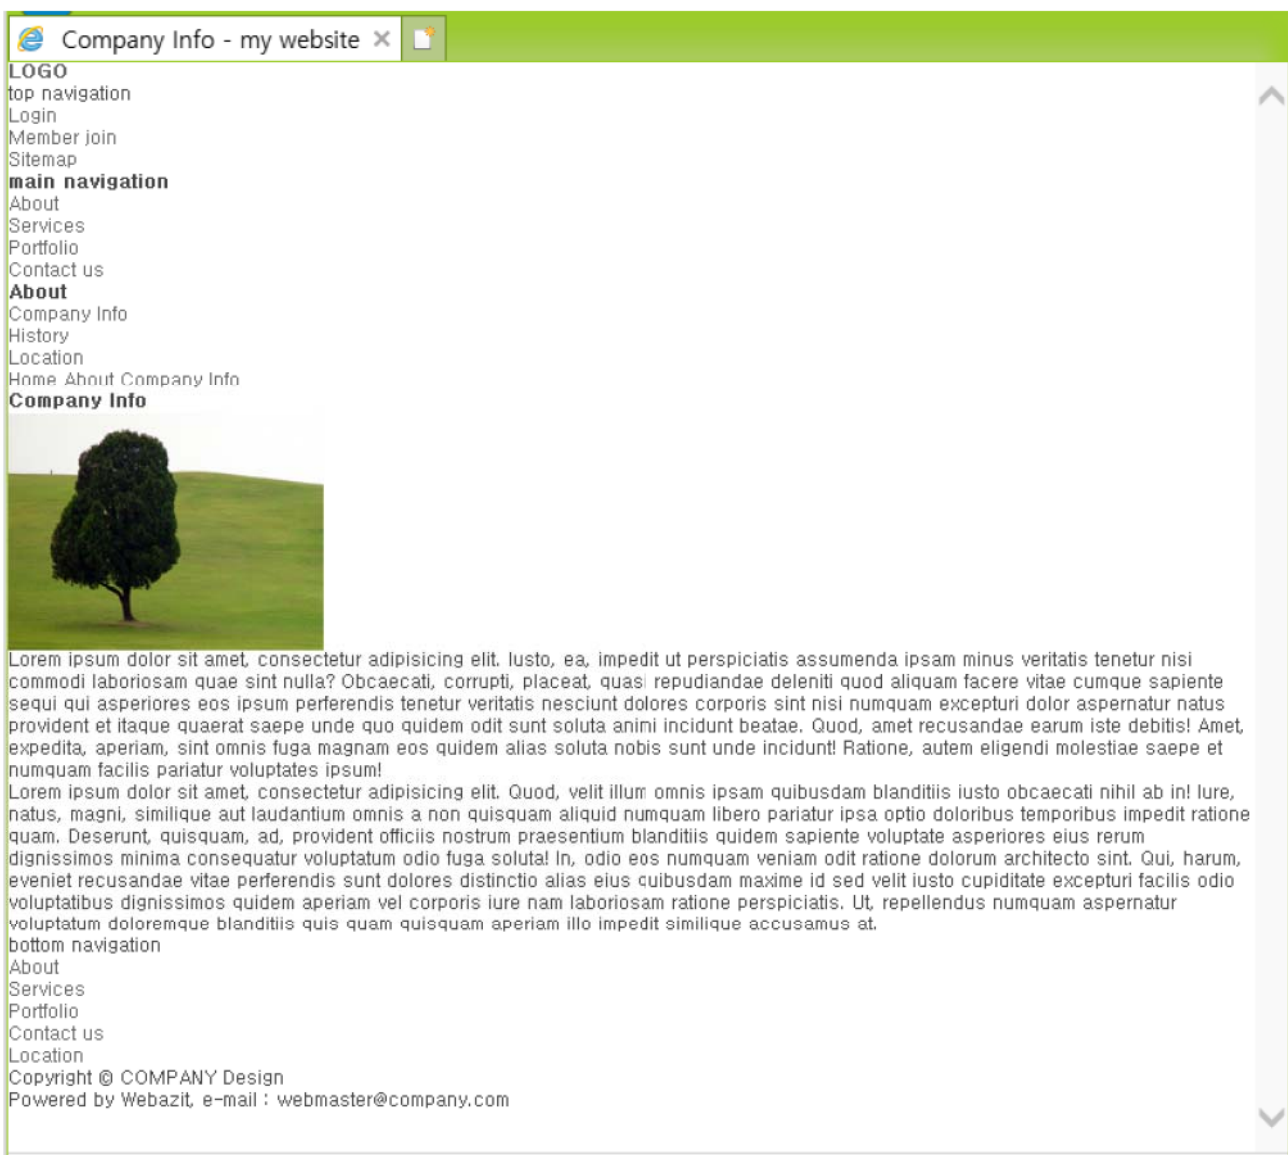 Company Info - my website
LOGO
top navigation
Login
Member join
Sitemap
main navigation
About
Services
Portfolio
Contact us
About
Company Info
History
Location
Home About Company Info
Company Info
Lorem ipsum dolor sit amet, consectetur adipisicing elit. Iusto, ea, impedit ut perspiciatis assumenda ipsam minus veritatis tenetur nisi
commodi laboriosam quae sint nulla? Obcaecati, corrupti, placeat, quasi repudiandae deleniti quod aliquam facere vitae cumque sapiente
sequi qui asperiores eos ipsum perferendis tenetur veritatis nesciunt dolores corporis sint nisi numquam excepturi dolor aspernatur natus
provident et itaque quaerat saepe unde quo quidem odit sunt soluta anini incidunt beatae. Quod, amet recusandae earum iste debitis! Amet,
expedita, aperiam, sint omnis fuga magnam eos quidem alias soluta nobis sunt unde incidunt! Ratione, autem eligendi molestiae saepe et
numquam facilis pariatur voluptates ipsum!
Lorem ipsum dolor sit amet, consectetur adipisicing elit. Quod, velit illum omnis ipsam quibusdam blanditiis iusto obcaecati nihil ab in! Iure,
natus, magni, similique aut laudantium omnis a non quisquam aliquid numquam libero pariatur ipsa optio doloribus temporibus impedit ratione
quam. Deserunt, quisquam, ad, provident officiis nostrum praesentium blanditiis quidem sapiente voluptate asperiores eius rerum
dignissimos minima consequatur voluptatum odio fuga soluta! In, odio eos numquam veniam odit ratione dolorum architecto sint. Qui, harum,
eveniet recusandae vitae perferendis sunt dolores distinctio alias eius quibusdam maxime id sed velit iusto cupiditate excepturi facilis odio
voluptatibus dignissimos quidem aperiam vel corporis iure nam laboriosam ratione perspiciatis. Ut, repellendus numquam aspernatur
voluptatum doloremque blanditiis quis quam quisquam aperiam illo impedit similique accusamus at.
bottom navigation
About
Services
Portfolio
Contact us
Location
Copyright © COMPANY Design
Powered by Webazit, e-mail : webmaster@company.com